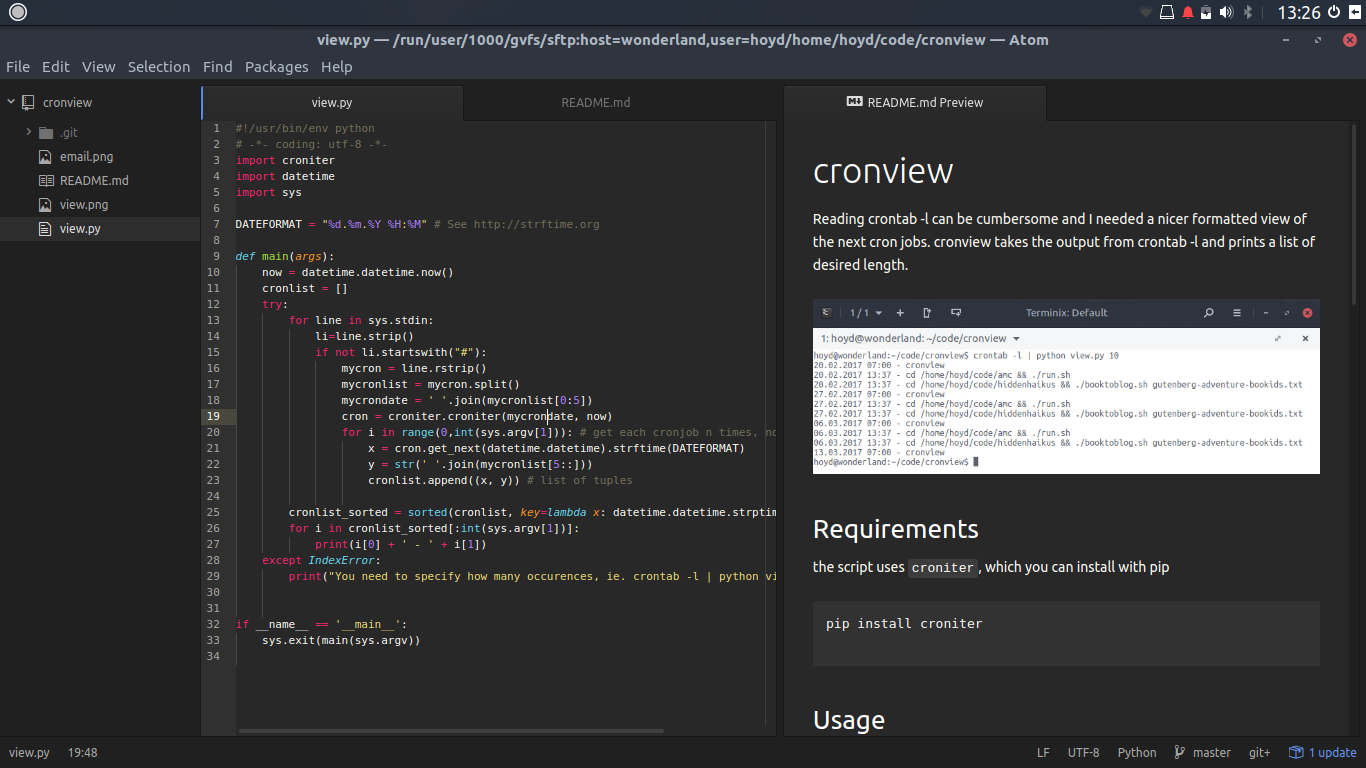 13:26
view.py — /run/user/1000/gvfs/sftp:host=wonderland,user=hoyd/home/hoyd/code/cronview — Atom
File Edit View Selection Find Packages Help
cronview
.git
email.png
README.md
view.png
view.py
view.py README.md
1 #!/usr/bin/env python
2 # -*- coding: utf-8 -*-
3 import croniter
4 import datetime
5 import sys
6
7 DATEFORMAT = "%d.%m.%Y %H:%M" # See http://strftime.org
8
9 def main(args):
10 now = datetime.datetime.now()
11 cronlist = []
12 try:
13 for line in sys.stdin:
14 li=line.strip()
15 if not li.startswith("#"):
16 mycron = line.rstrip()
17 mycronlist = mycron.split()
18 mycrondate = ' '.join(mycronlist[0:5])
19 cron = croniter.croniter(mycrondate, now)
20 for i in range(0,int(sys.argv[1])): # get each cronjob n times, no
21 x = cron.get_next(datetime.datetime).strftime(DATEFORMAT)
22 y = str(' '.join(mycronlist[5::]))
23 cronlist.append((x, y)) # list of tuples
24
25 cronlist_sorted = sorted(cronlist, key=lambda x: datetime.datetime.strptim
26 for i in cronlist_sorted[:int(sys.argv[1])]:
27 print(i[0] + ' - ' + i[1])
28 except IndexError:
29 print("You need to specify how many occurences, ie. crontab -l | python vi
30
31
32 if __name__ == '__main__':
33 sys.exit(main(sys.argv))
34
README.md Preview
cronview
Reading crontab -l can be cumbersome and I needed a nicer formatted view of
the next cron jobs. cronview takes the output from crontab -l and prints a list of
desired length.
1 / 1 Terminix: Default
1: hoyd@wonderland: ~/code/cronview
hoyd@wonderland:~/code/cronview$ crontab -l | python view.py 10
20.02.2017 07:00 - cronview
20.02.2017 13:37 - cd /home/hoyd/code/amc && ./run.sh
20.02.2017 13:37 - cd /home/hoyd/code/hiddenhaikus && ./booktoblog.sh gutenberg-adventure-bookids.txt
27.02.2017 07:00 - cronview
27.02.2017 13:37 - cd /home/hoyd/code/amc && ./run.sh
27.02.2017 13:37 - cd /home/hoyd/code/hiddenhaikus && ./booktoblog.sh gutenberg-adventure-bookids.txt
06.03.2017 07:00 - cronview
06.03.2017 13:37 - cd /home/hoyd/code/amc && ./run.sh
06.03.2017 13:37 - cd /home/hoyd/code/hiddenhaikus && ./booktoblog.sh gutenberg-adventure-bookids.txt
13.03.2017 07:00 - cronview
hoyd@wonderland:~/code/cronview$
Requirements
the script uses croniter, which you can install with pip
pip install croniter
Usage
view.py 19:48 LF UTF-8 Python master git+ 1 update